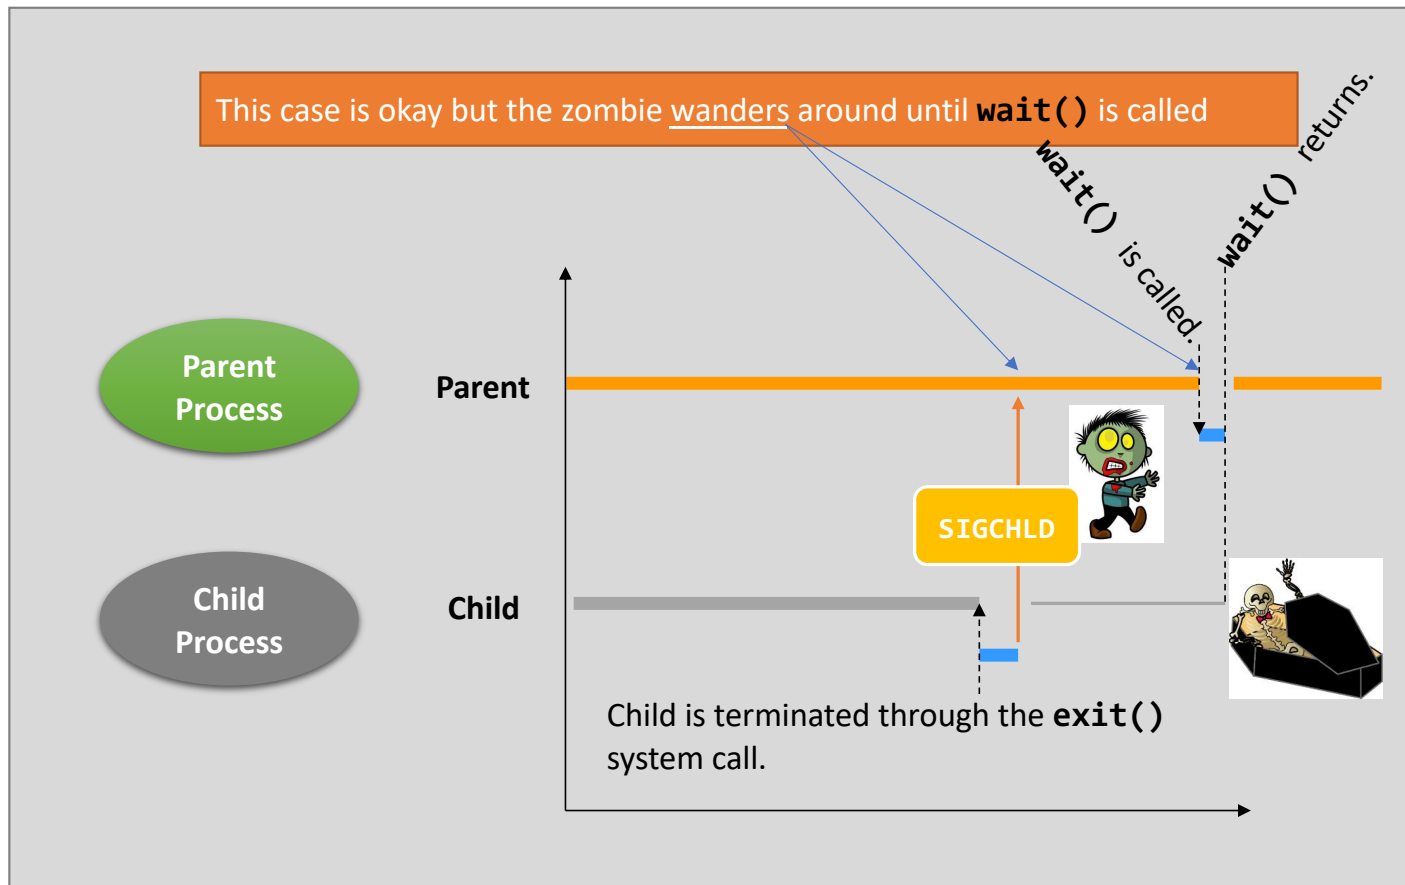 This case is okay but the zombie wanders around until wait() is called
wait() is called.
wait() returns.
Parent
Process
Parent
SIGCHLD
Child
Process
Child
Child is terminated through the exit()
system call.